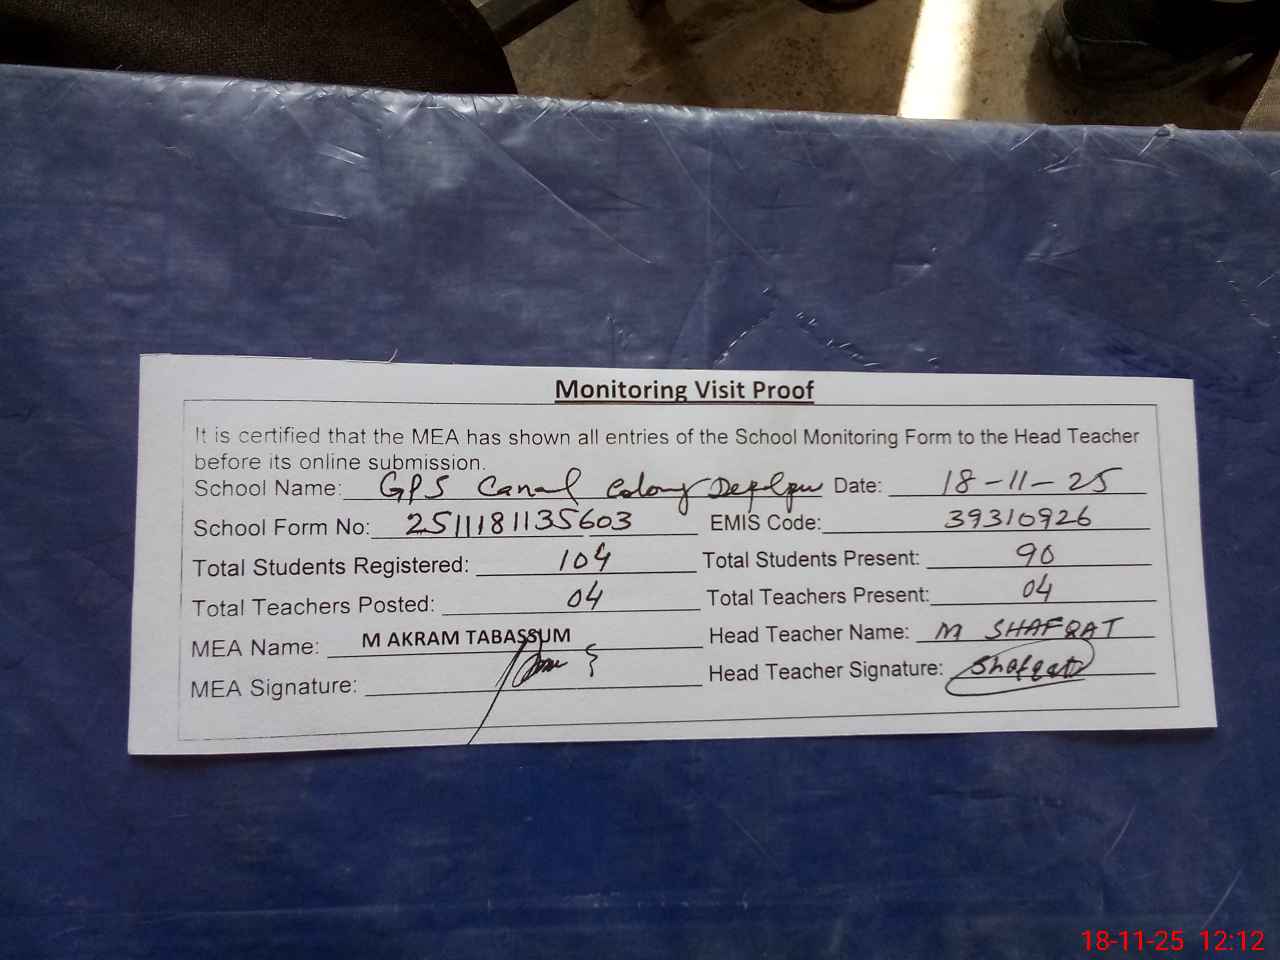 Monitoring Visit Proof
It is certified that the MEA has shown all entries of the School Monitoring Form to the Head Teacher
before its online submission.
School Name: GPS Canal Colony Depalpur Date: 18-11-25
School Form No: 2511181135603 EMIS Code: 39310926
Total Students Registered: 104 Total Students Present: 90
Total Teachers Posted: 04 Total Teachers Present: 04
MEA Name: M AKRAM TABASSUM Head Teacher Name: M SHAFQAT
MEA Signature: Head Teacher Signature: Shafqat
18-11-25 12:12